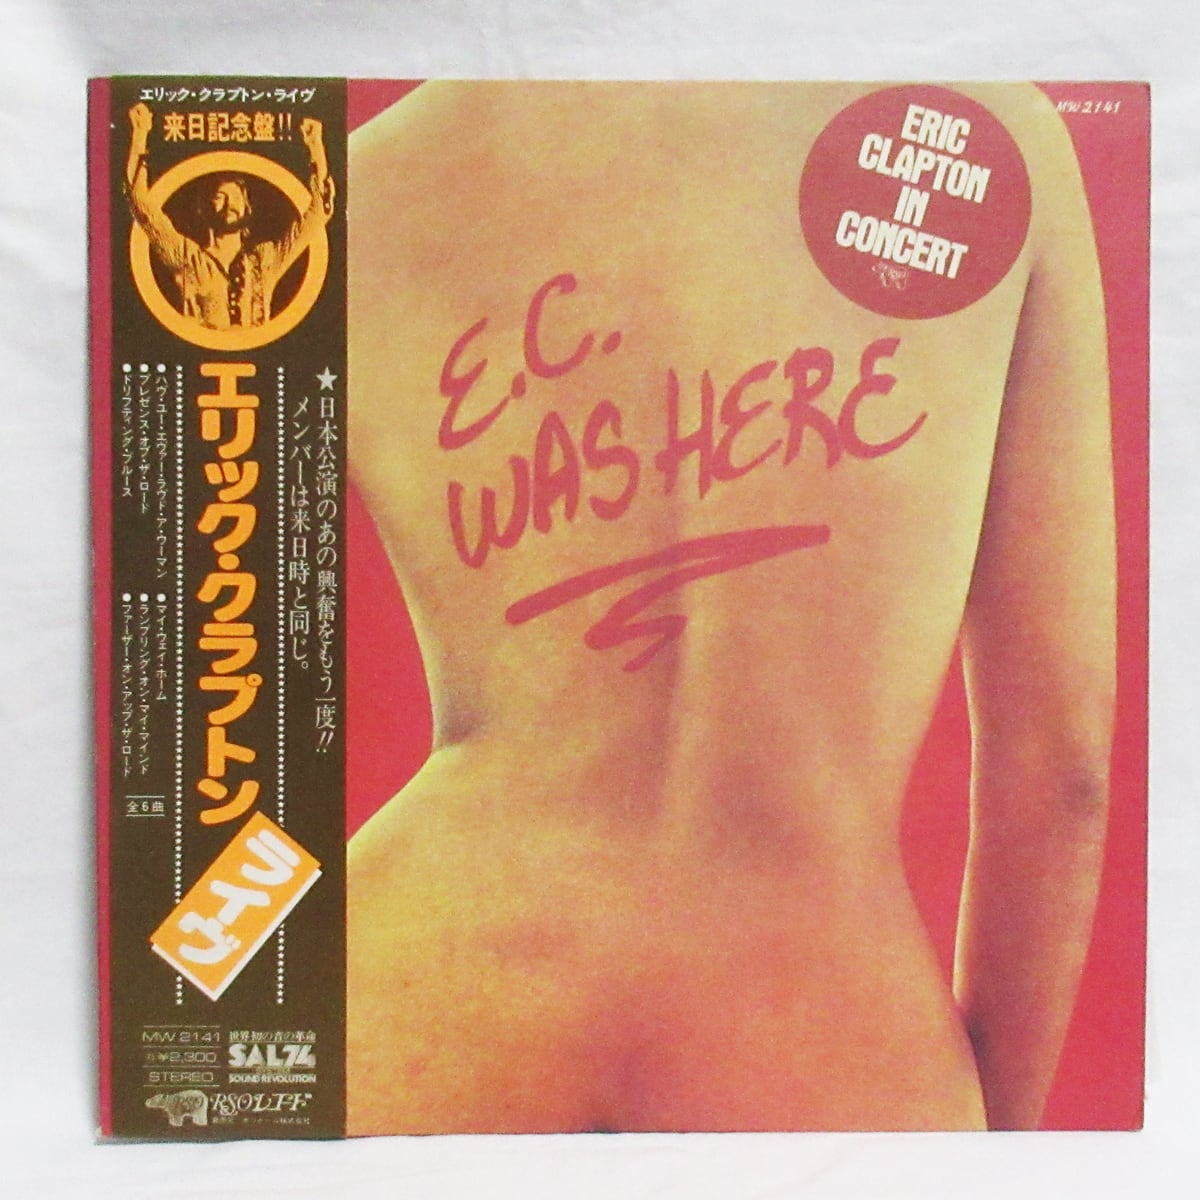 エリック・クラプトン・ライヴ
来日記念盤!!
★日本公演のあの興奮をもう一度!!
メンバーは来日時と同じ。
エリック・クラプトン
ライヴ
●ハヴ・ユー・エヴァー・ラヴド・ア・ウーマン
●プレゼンス・オブ・ザ・ロード
●ドリフティング・ブルース
●マイ・ウェイ・ホーム
●ランブリング・オン・マイ・マインド
●ファーザー・オン・アップ・ザ・ロード
全6曲
MW 2141
¥2,300
STEREO
世界初の音の革命
SAL74
SYSTEM
SOUND REVOLUTION
RSOレコード
MW 2141
ERIC
CLAPTON
IN
CONCERT
E.C.
WAS HERE